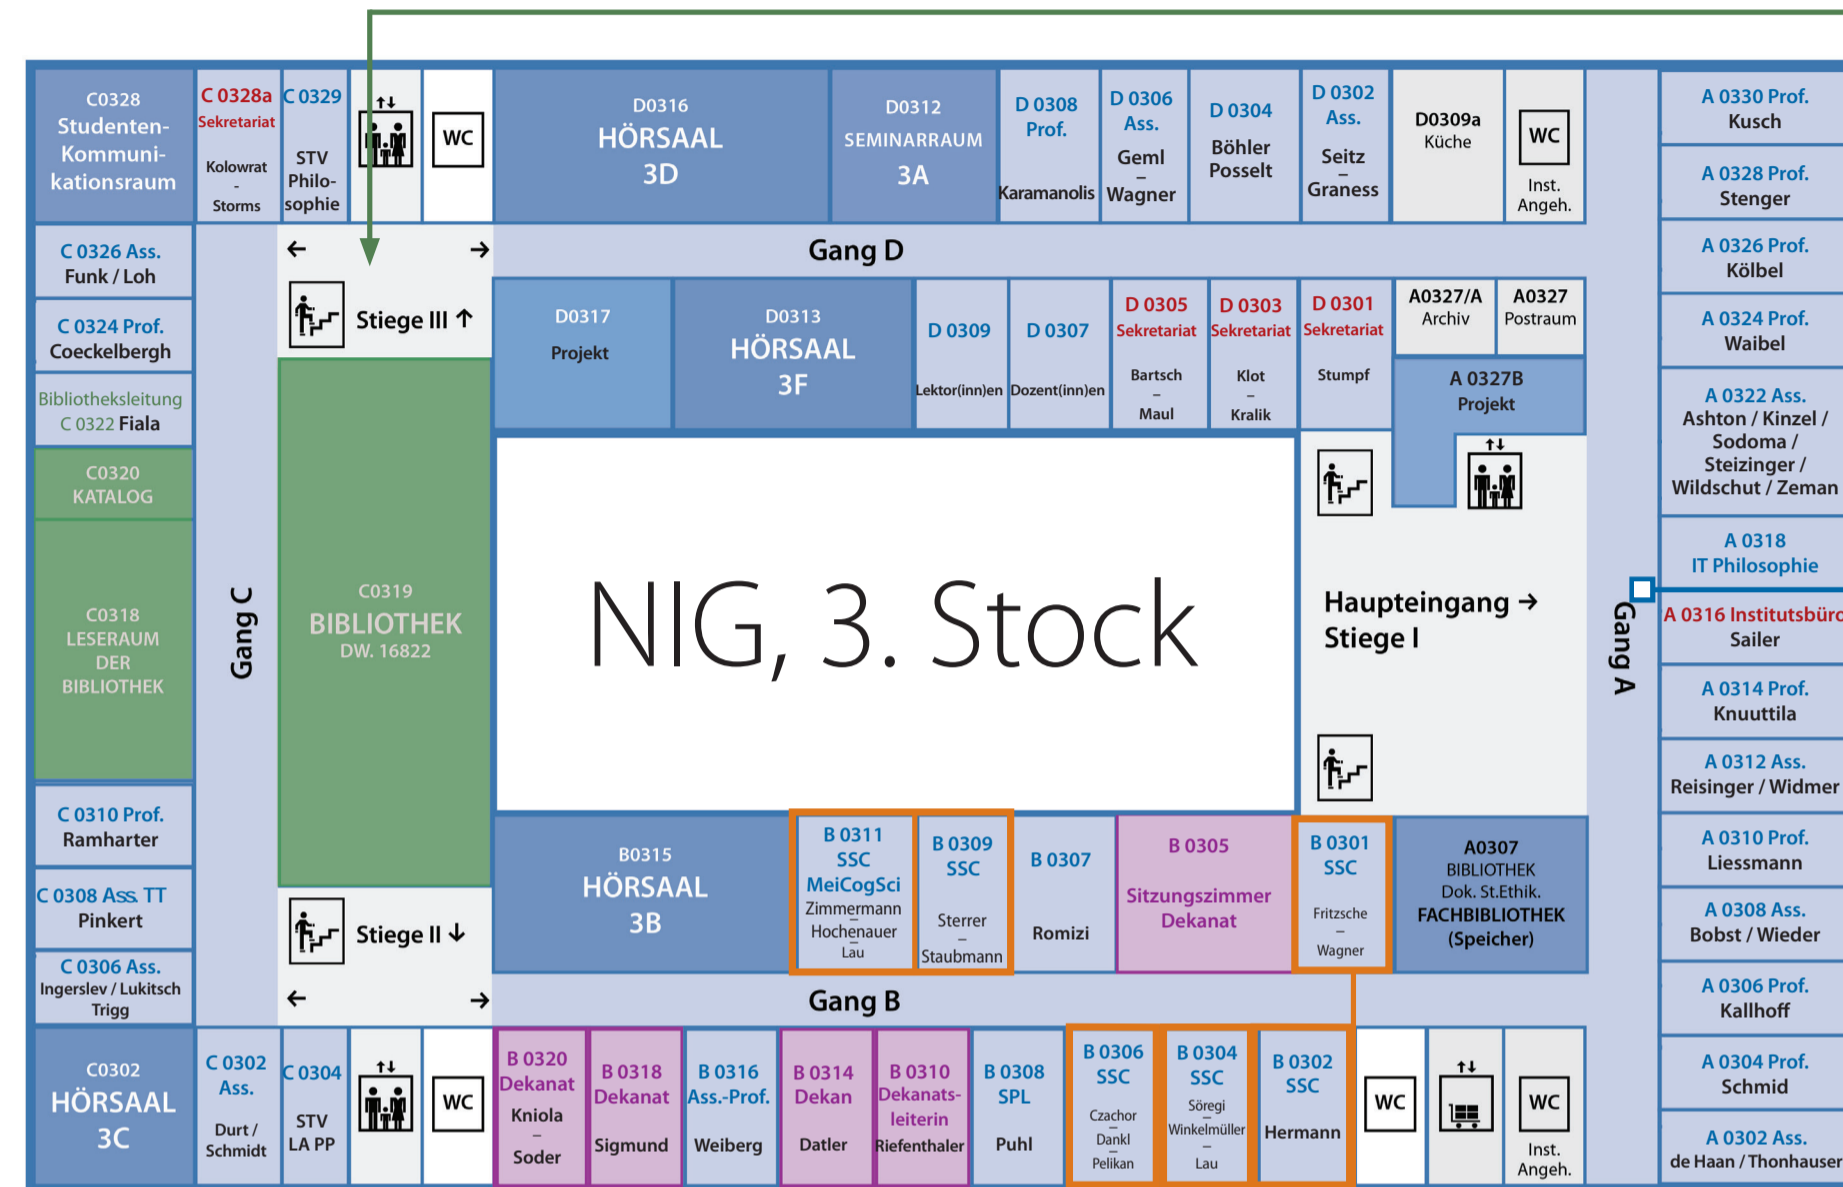 C0328
Studenten-
Kommuni-
kationsraum
C 0328a
Sekretariat
Kolowrat
-
Storms
C 0329
STV
Philo-
sophie
WC
D0316
HÖRSAAL
3D
D0312
SEMINARRAUM
3A
D 0308
Prof.
Karamanolis
D 0306
Ass.
Geml
–
Wagner
D 0304
Böhler
Posselt
D 0302
Ass.
Seitz
–
Graness
D0309a
Küche
WC
Inst.
Angeh.
A 0330 Prof.
Kusch
A 0328 Prof.
Stenger
A 0326 Prof.
Kölbel
A 0324 Prof.
Waibel
A 0322 Ass.
Ashton / Kinzel /
Sodoma /
Steizinger /
Wildschut / Zeman
A 0318
IT Philosophie
A 0316 Institutsbüro
Sailer
A 0314 Prof.
Knuuttila
A 0312 Ass.
Reisinger / Widmer
A 0310 Prof.
Liessmann
A 0308 Ass.
Bobst / Wieder
A 0306 Prof.
Kallhoff
A 0304 Prof.
Schmid
A 0302 Ass.
de Haan / Thonhauser
C 0326 Ass.
Funk / Loh
C 0324 Prof.
Coeckelbergh
Bibliotheksleitung
C 0322 Fiala
C0320
KATALOG
C0318
LESERAUM
DER
BIBLIOTHEK
C 0310 Prof.
Ramharter
C 0308 Ass. TT
Pinkert
C 0306 Ass.
Ingerslev / Lukitsch
Trigg
Gang C
← →
Stiege III ↑
Gang D
D0317
Projekt
D0313
HÖRSAAL
3F
D 0309
Lektor(inn)en
D 0307
Dozent(inn)en
D 0305
Sekretariat
Bartsch
–
Maul
D 0303
Sekretariat
Klot
–
Kralik
D 0301
Sekretariat
Stumpf
A0327/A
Archiv
A0327
Postraum
A 0327B
Projekt
C0319
BIBLIOTHEK
DW. 16822
NIG, 3. Stock
Haupteingang →
Stiege I
Gang A
B0315
HÖRSAAL
3B
B 0311
SSC
MeiCogSci
Zimmermann
–
Hochenauer
–
Lau
B 0309
SSC
Sterrer
–
Staubmann
B 0307
Romizi
B 0305
Sitzungszimmer
Dekanat
B 0301
SSC
Fritzsche
–
Wagner
A0307
BIBLIOTHEK
Dok. St.Ethik.
FACHBIBLIOTHEK
(Speicher)
Stiege II ↓
← →
Gang B
C0302
HÖRSAAL
3C
C 0302
Ass.
Durt /
Schmidt
C 0304
STV
LA PP
WC
B 0320
Dekanat
Kniola
–
Soder
B 0318
Dekanat
Sigmund
B 0316
Ass.-Prof.
Weiberg
B 0314
Dekan
Datler
B 0310
Dekanats-
leiterin
Riefenthaler
B 0308
SPL
Puhl
B 0306
SSC
Czachor
–
Dankl
–
Pelikan
B 0304
SSC
Söregi
–
Winkelmüller
–
Lau
B 0302
SSC
Hermann
WC
WC
Inst.
Angeh.